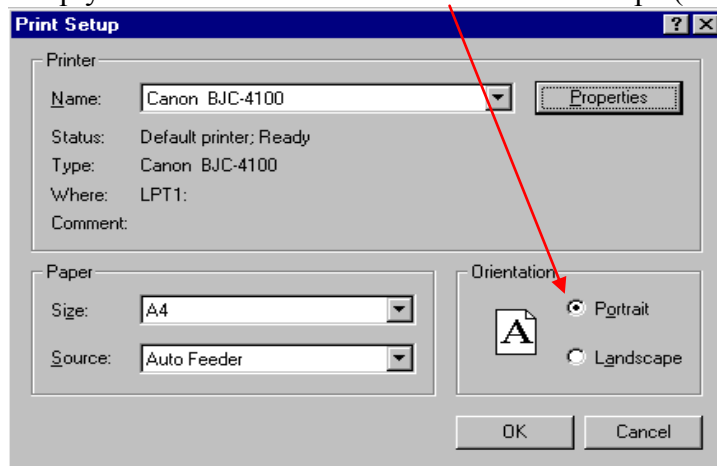 Print Setup
Printer
Name: Canon BJC-4100 Properties
Status: Default printer; Ready
Type: Canon BJC-4100
Where: LPT1:
Comment:
Paper
Size: A4
Source: Auto Feeder
Orientation
A
Portrait
Landscape
OK Cancel